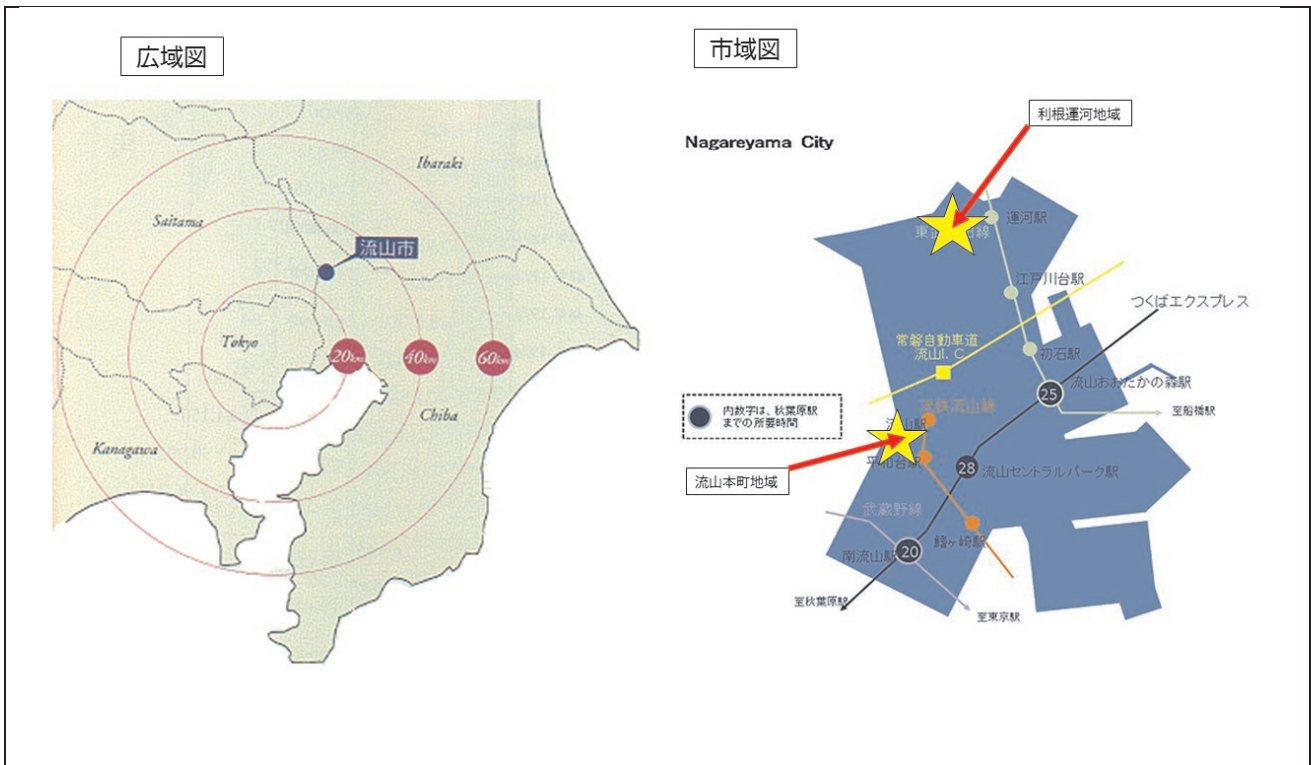 広域図
Ibaraki
Saitama
流山市
Tokyo
20km
40km
60km
Chiba
Kanagawa
市域図
利根運河地域
Nagareyama City
運河駅
江戸川台駅
つくばエクスプレス
常磐自動車道
流山I.C
初石駅
流山おおたかの森駅
25
至船橋駅
内数字は、秋葉原駅
までの所要時間
流山本町地域
平和台駅
28
流山セントラルパーク駅
武蔵野線
鰭ヶ崎駅
南流山駅
20
至秋葉原駅
至東京駅